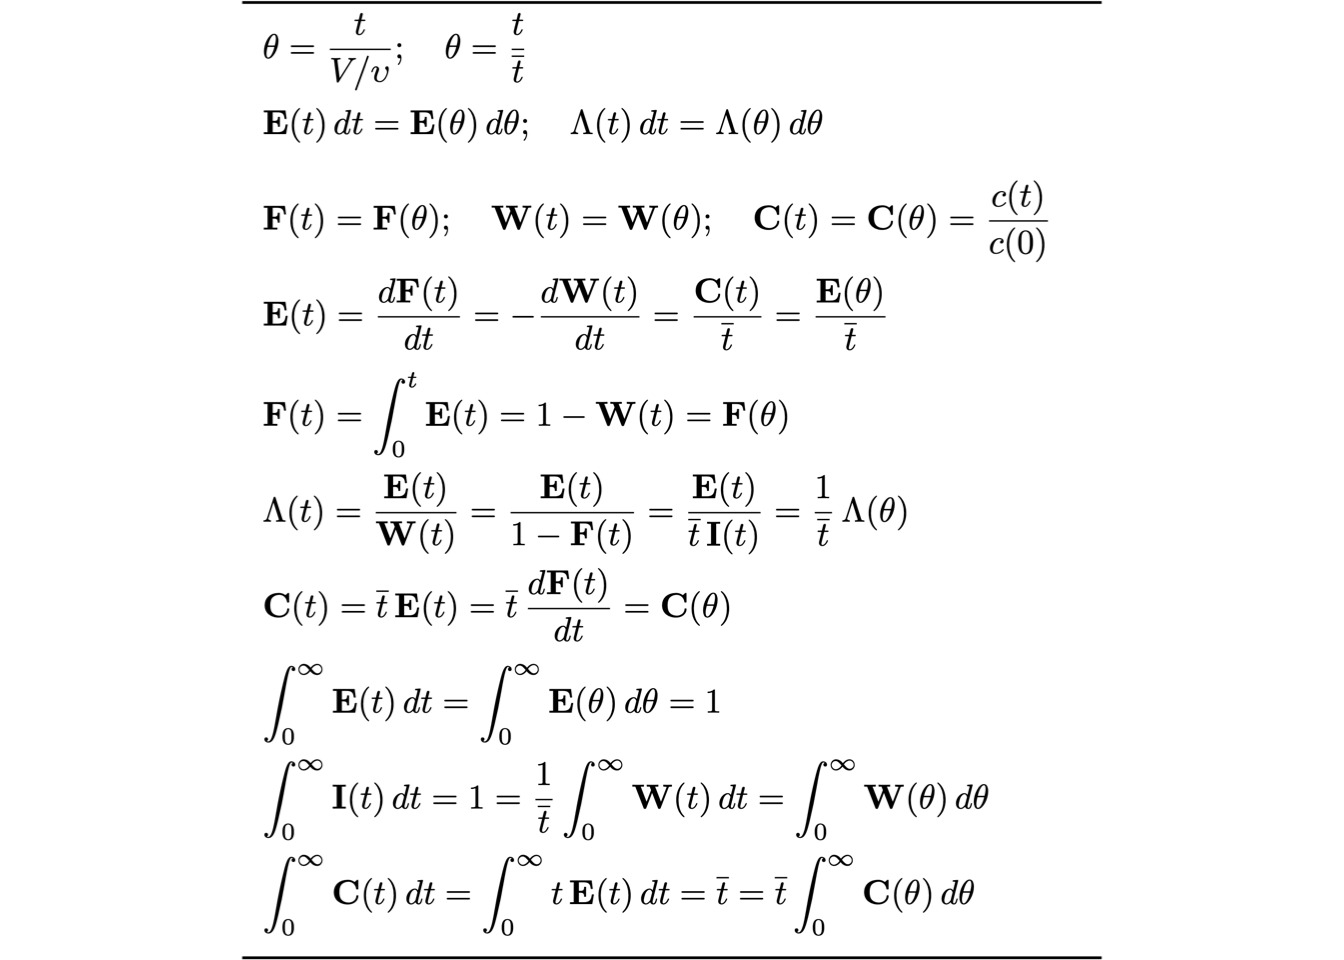 θ = t / (V/υ);  θ = t / t̄
𝐄(t) dt = 𝐄(θ) dθ;  Λ(t) dt = Λ(θ) dθ
𝐅(t) = 𝐅(θ);  𝐖(t) = 𝐖(θ);  𝐂(t) = 𝐂(θ) = c(t) / c(0)
𝐄(t) = d𝐅(t)/dt = −d𝐖(t)/dt = 𝐂(t)/t̄ = 𝐄(θ)/t̄
𝐅(t) = ∫₀ᵗ 𝐄(t) = 1 − 𝐖(t) = 𝐅(θ)
Λ(t) = 𝐄(t)/𝐖(t) = 𝐄(t)/(1 − 𝐅(t)) = 𝐄(t)/(t̄ 𝐈(t)) = (1/t̄) Λ(θ)
𝐂(t) = t̄ 𝐄(t) = t̄ d𝐅(t)/dt = 𝐂(θ)
∫₀^∞ 𝐄(t) dt = ∫₀^∞ 𝐄(θ) dθ = 1
∫₀^∞ 𝐈(t) dt = 1 = (1/t̄) ∫₀^∞ 𝐖(t) dt = ∫₀^∞ 𝐖(θ) dθ
∫₀^∞ 𝐂(t) dt = ∫₀^∞ t 𝐄(t) dt = t̄ = t̄ ∫₀^∞ 𝐂(θ) dθ